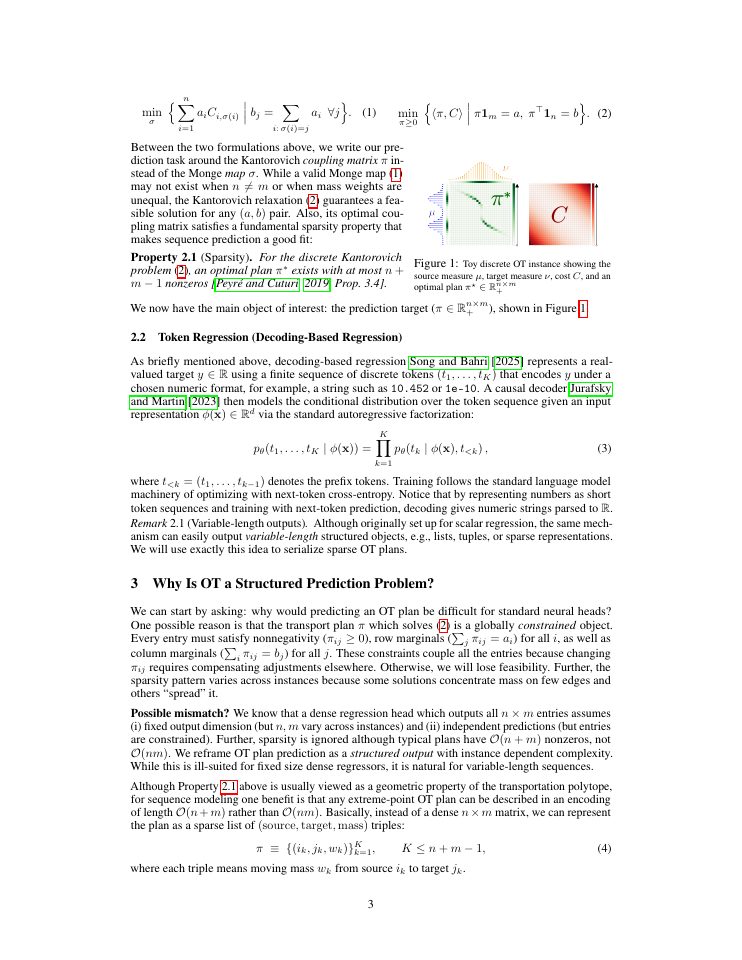 min_σ { ∑_{i=1}^{n} a_i C_{i,σ(i)} | b_j = ∑_{i: σ(i)=j} a_i ∀j }. (1) min_{π≥0} { ⟨π, C⟩ | π1_m = a, π^⊤1_n = b }. (2)
Between the two formulations above, we write our pre-
diction task around the Kantorovich coupling matrix π in-
stead of the Monge map σ. While a valid Monge map (1)
may not exist when n ≠ m or when mass weights are
unequal, the Kantorovich relaxation (2) guarantees a fea-
sible solution for any (a, b) pair. Also, its optimal cou-
pling matrix satisfies a fundamental sparsity property that
makes sequence prediction a good fit:
Property 2.1 (Sparsity). For the discrete Kantorovich
problem (2), an optimal plan π* exists with at most n +
m − 1 nonzeros [Peyré and Cuturi, 2019, Prop. 3.4].
ν
μ
π*
C
Figure 1: Toy discrete OT instance showing the
source measure μ, target measure ν, cost C, and an
optimal plan π* ∈ ℝ_+^{n×m}
We now have the main object of interest: the prediction target (π ∈ ℝ_+^{n×m}), shown in Figure 1
2.2 Token Regression (Decoding-Based Regression)
As briefly mentioned above, decoding-based regression Song and Bahri [2025] represents a real-
valued target y ∈ ℝ using a finite sequence of discrete tokens (t_1, . . . , t_K) that encodes y under a
chosen numeric format, for example, a string such as 10.452 or 1e-10. A causal decoder Jurafsky
and Martin [2023] then models the conditional distribution over the token sequence given an input
representation ϕ(x) ∈ ℝ^d via the standard autoregressive factorization:
p_θ(t_1, . . . , t_K | ϕ(x)) = ∏_{k=1}^{K} p_θ(t_k | ϕ(x), t_{<k}) , (3)
where t_{<k} = (t_1, . . . , t_{k−1}) denotes the prefix tokens. Training follows the standard language model
machinery of optimizing with next-token cross-entropy. Notice that by representing numbers as short
token sequences and training with next-token prediction, decoding gives numeric strings parsed to ℝ.
Remark 2.1 (Variable-length outputs). Although originally set up for scalar regression, the same mech-
anism can easily output variable-length structured objects, e.g., lists, tuples, or sparse representations.
We will use exactly this idea to serialize sparse OT plans.
3 Why Is OT a Structured Prediction Problem?
We can start by asking: why would predicting an OT plan be difficult for standard neural heads?
One possible reason is that the transport plan π which solves (2) is a globally constrained object.
Every entry must satisfy nonnegativity (π_{ij} ≥ 0), row marginals (∑_j π_{ij} = a_i) for all i, as well as
column marginals (∑_i π_{ij} = b_j) for all j. These constraints couple all the entries because changing
π_{ij} requires compensating adjustments elsewhere. Otherwise, we will lose feasibility. Further, the
sparsity pattern varies across instances because some solutions concentrate mass on few edges and
others “spread” it.
Possible mismatch? We know that a dense regression head which outputs all n × m entries assumes
(i) fixed output dimension (but n, m vary across instances) and (ii) independent predictions (but entries
are constrained). Further, sparsity is ignored although typical plans have O(n + m) nonzeros, not
O(nm). We reframe OT plan prediction as a structured output with instance dependent complexity.
While this is ill-suited for fixed size dense regressors, it is natural for variable-length sequences.
Although Property 2.1 above is usually viewed as a geometric property of the transportation polytope,
for sequence modeling one benefit is that any extreme-point OT plan can be described in an encoding
of length O(n+m) rather than O(nm). Basically, instead of a dense n×m matrix, we can represent
the plan as a sparse list of (source, target, mass) triples:
π ≡ {(i_k, j_k, w_k)}_{k=1}^{K}, K ≤ n + m − 1, (4)
where each triple means moving mass w_k from source i_k to target j_k.
3